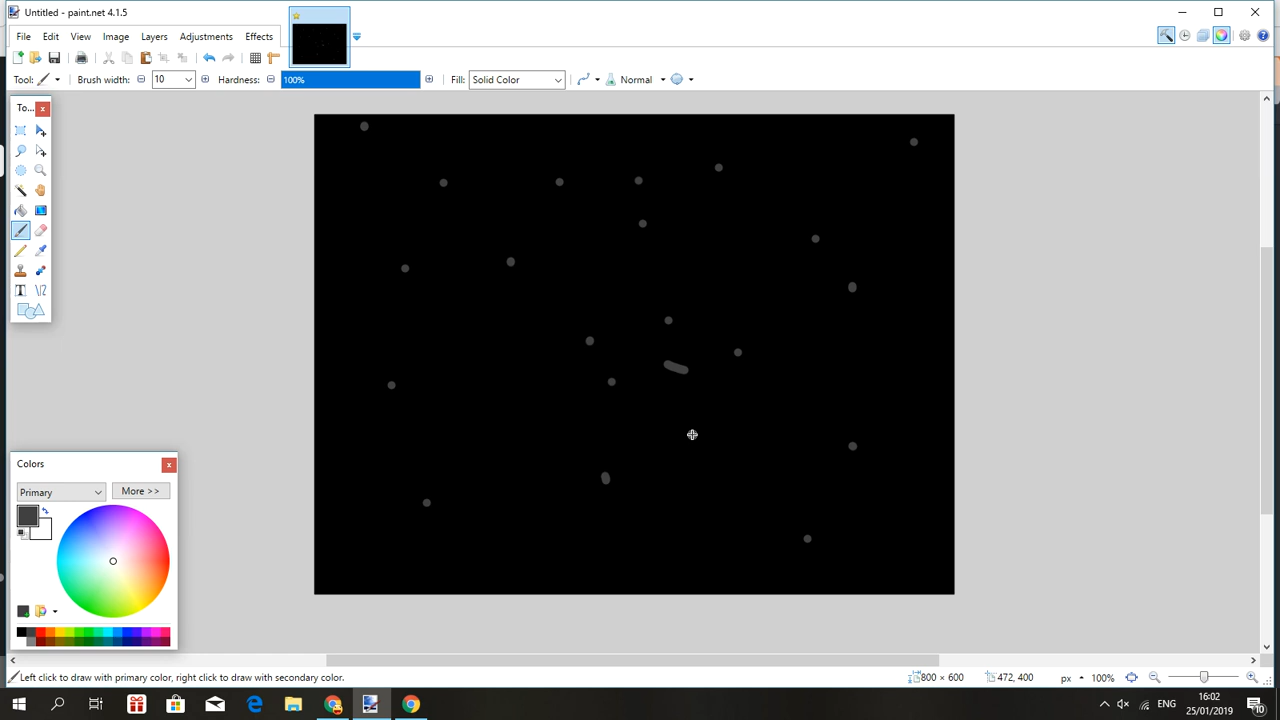 Untitled - paint.net 4.1.5
File Edit View Image Layers Adjustments Effects
Tool: Brush width: 10 Hardness: 100% Fill: Solid Color Normal
To...
Colors
Primary More >>
Left click to draw with primary color, right click to draw with secondary color. 800 × 600 472, 400 px 100%
ENG 16:02
25/01/2019 10